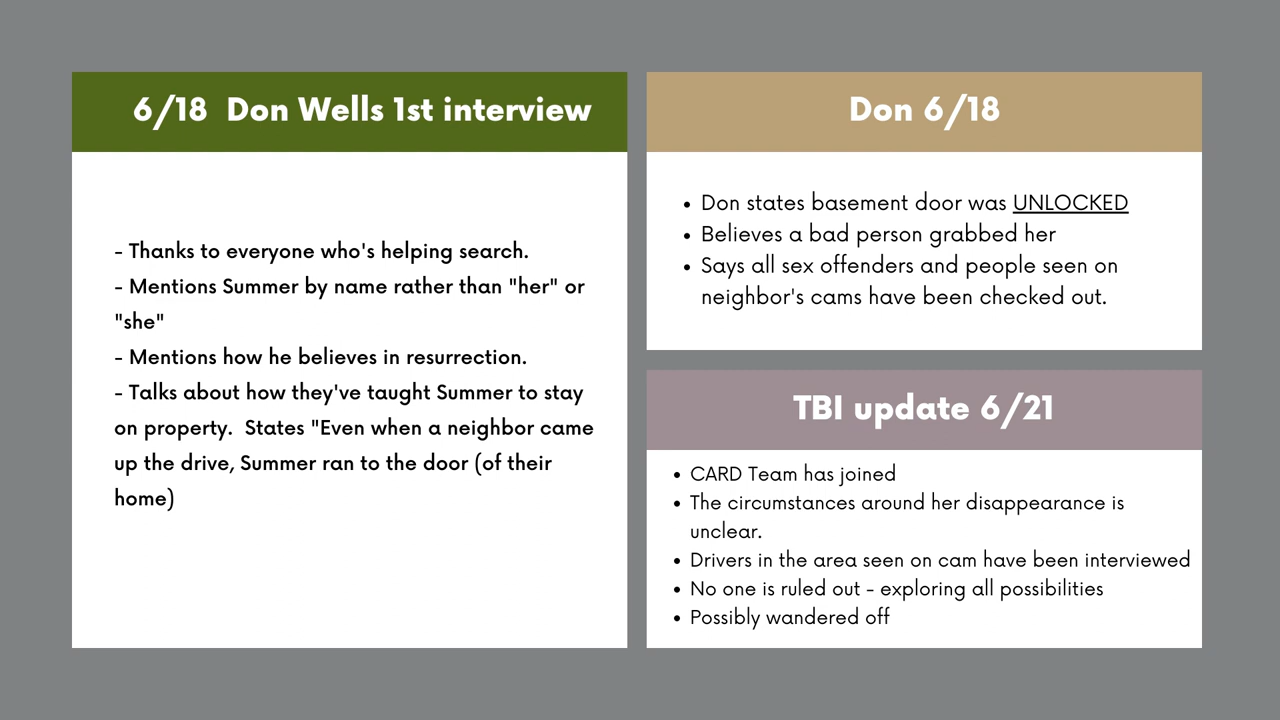 6/18  Don Wells 1st interview
- Thanks to everyone who's helping search.
- Mentions Summer by name rather than "her" or
"she"
- Mentions how he believes in resurrection.
- Talks about how they've taught Summer to stay
on property.  States "Even when a neighbor came
up the drive, Summer ran to the door (of their
home)
Don 6/18
• Don states basement door was UNLOCKED
• Believes a bad person grabbed her
• Says all sex offenders and people seen on
neighbor's cams have been checked out.
TBI update 6/21
• CARD Team has joined
• The circumstances around her disappearance is
unclear.
• Drivers in the area seen on cam have been interviewed
• No one is ruled out - exploring all possibilities
• Possibly wandered off